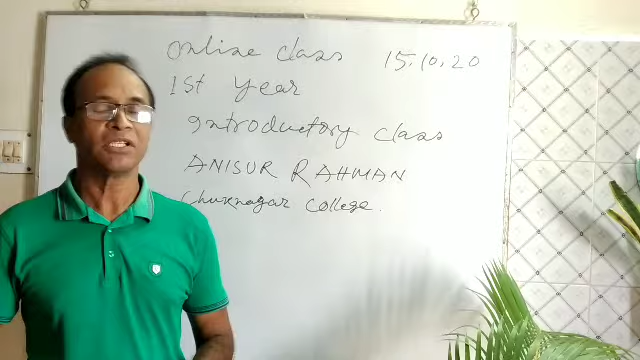 Online class 15.10.20
1st Year
Introductory class
ANISUR RAHMAN
Chuknagar College.